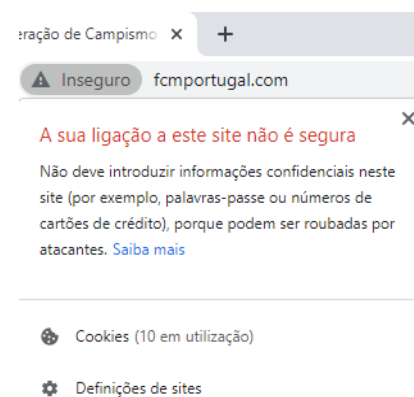 eração de Campismo
Inseguro fcmportugal.com
A sua ligação a este site não é segura
Não deve introduzir informações confidenciais neste
site (por exemplo, palavras-passe ou números de
cartões de crédito), porque podem ser roubadas por
atacantes. Saiba mais
Cookies (10 em utilização)
Definições de sites